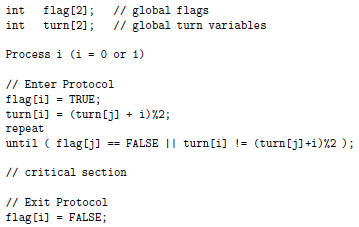 int flag[2]; // global flags
int turn[2]; // global turn variables
Process i (i = 0 or 1)
// Enter Protocol
flag[i] = TRUE;
turn[i] = (turn[j] + i)%2;
repeat
until ( flag[j] == FALSE || turn[i] != (turn[j]+i)%2 );
// critical section
// Exit Protocol
flag[i] = FALSE;